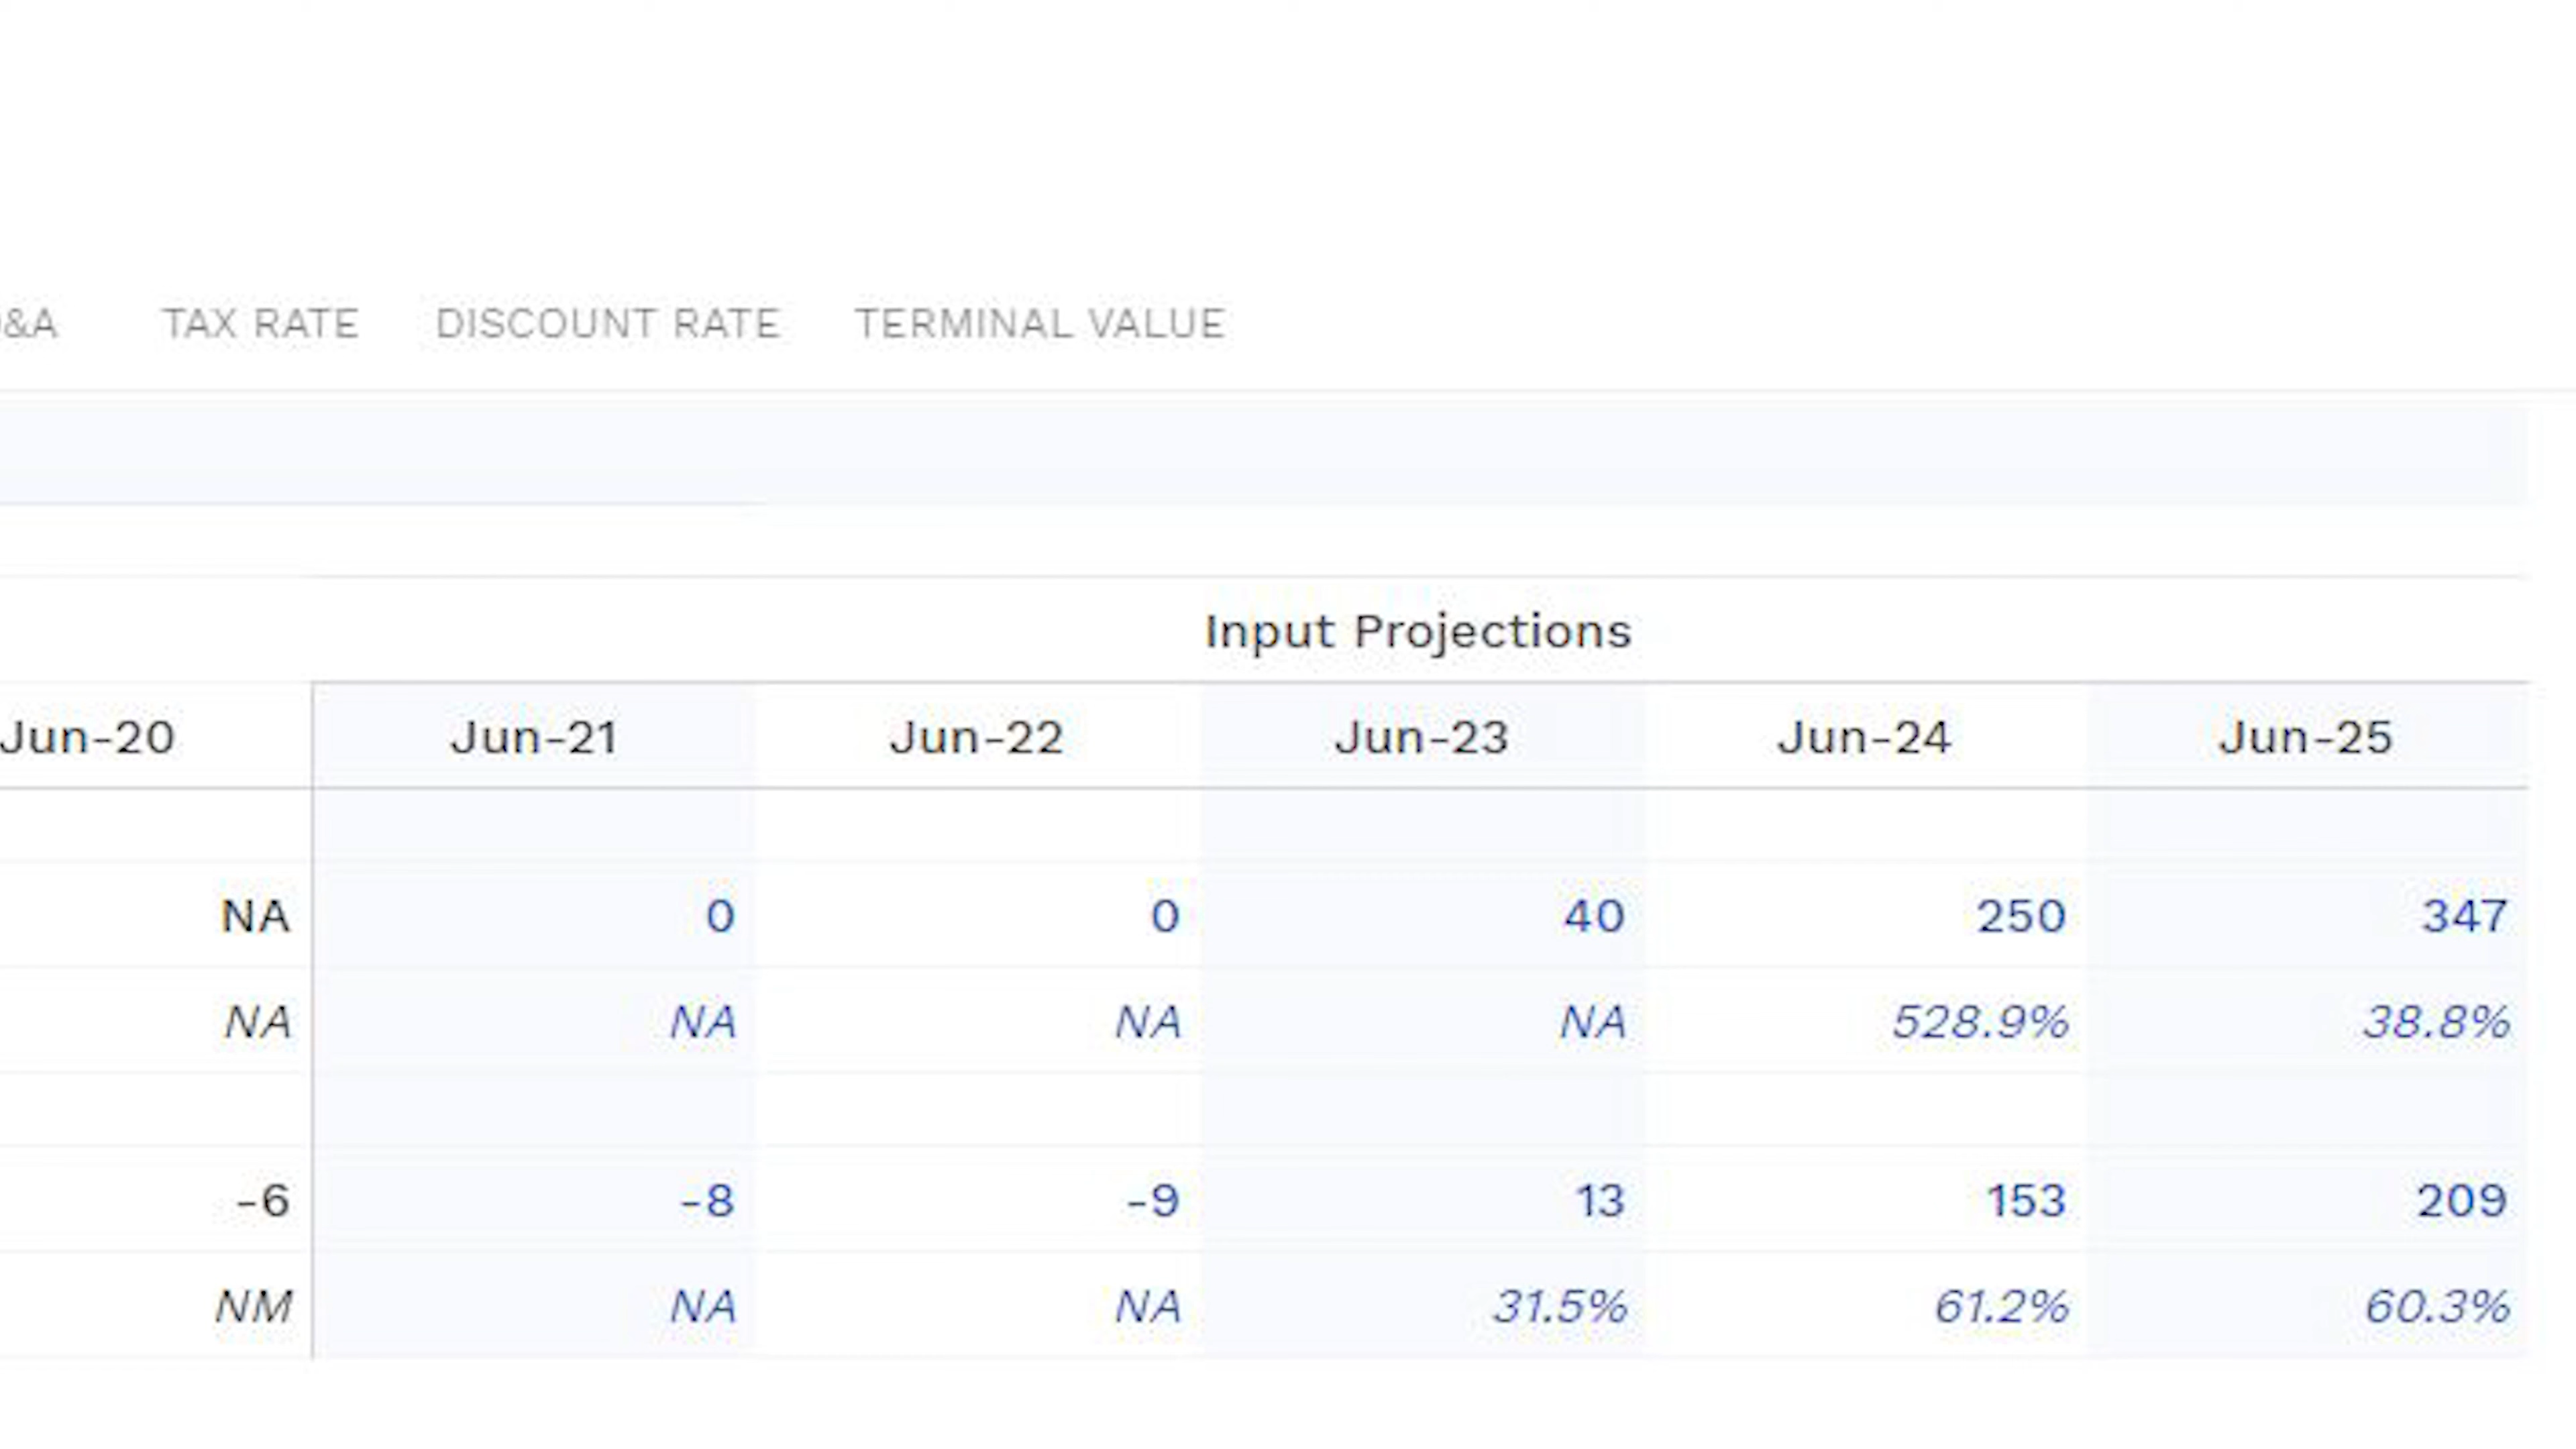 &A TAX RATE DISCOUNT RATE TERMINAL VALUE
Input Projections
Jun-20 Jun-21 Jun-22 Jun-23 Jun-24 Jun-25
NA 0 0 40 250 347
NA NA NA NA 528.9% 38.8%
-6 -8 -9 13 153 209
NM NA NA 31.5% 61.2% 60.3%